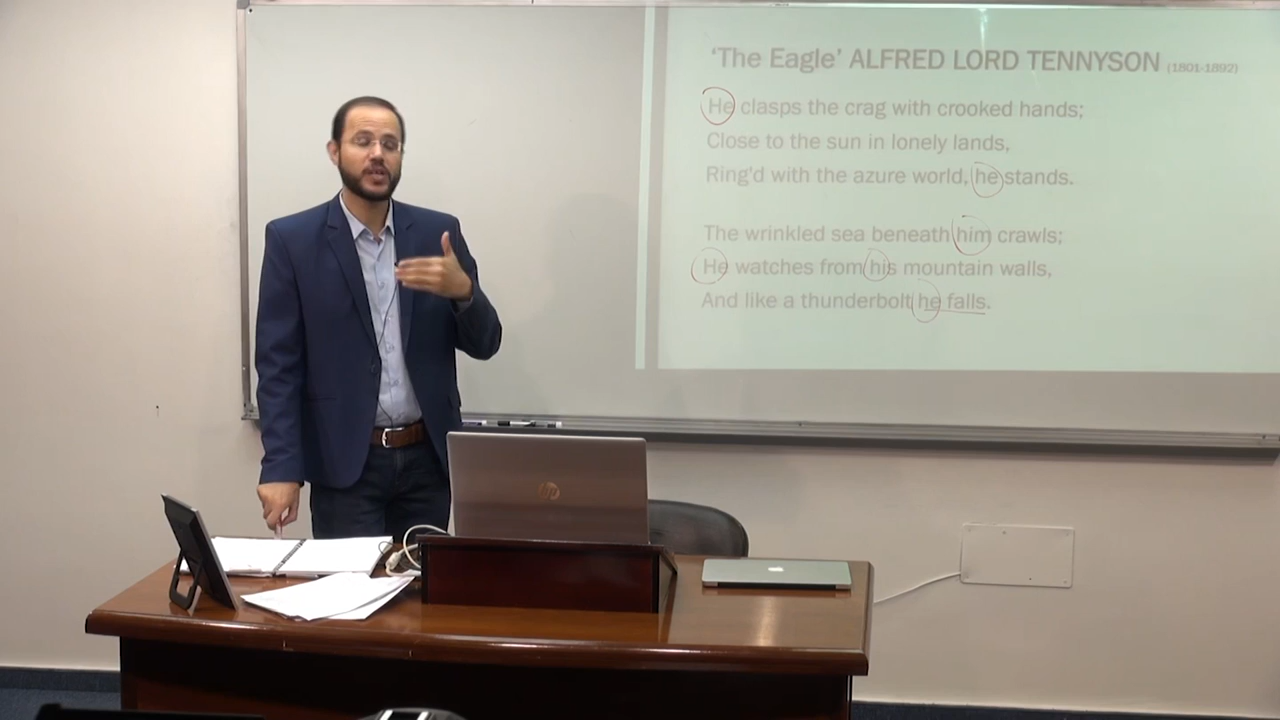 ‘The Eagle’ ALFRED LORD TENNYSON (1801-1892)
He clasps the crag with crooked hands;
Close to the sun in lonely lands,
Ring'd with the azure world, he stands.
The wrinkled sea beneath him crawls;
He watches from his mountain walls,
And like a thunderbolt he falls.
hp